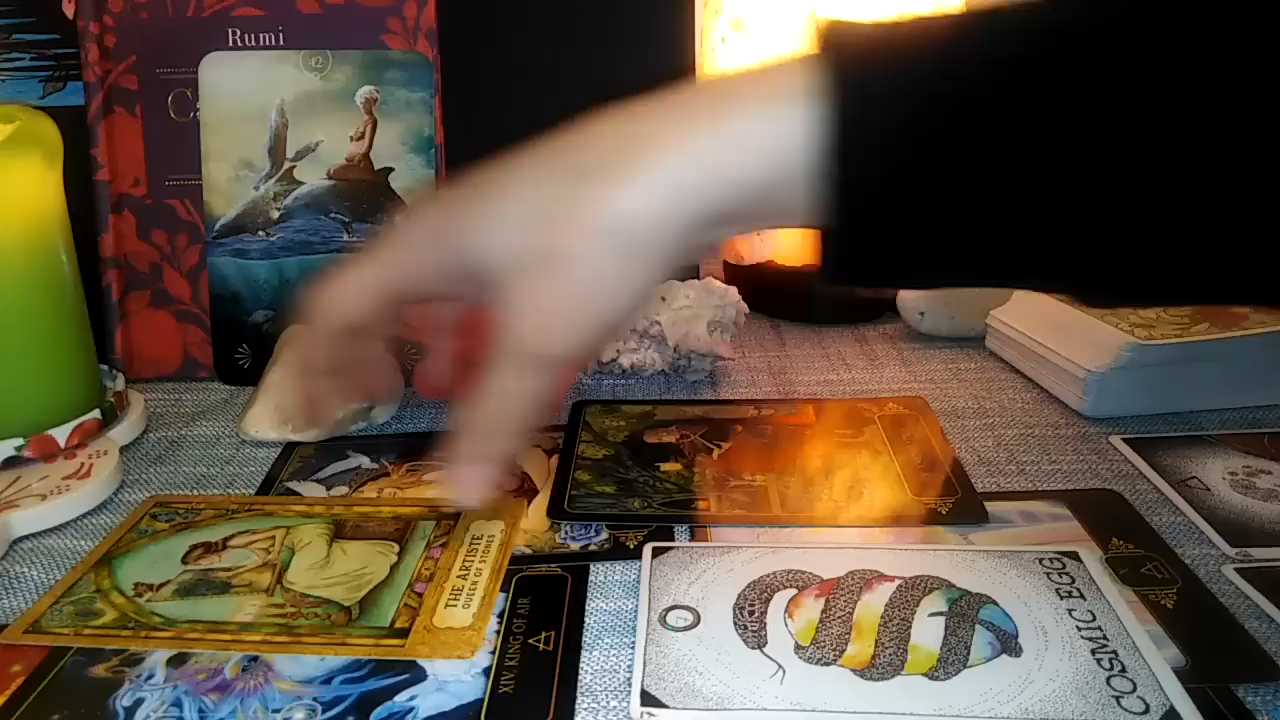 Rumi
42
THE ARTISTE
QUEEN OF STONES
XIV. KING OF AIR
COSMIC EGG